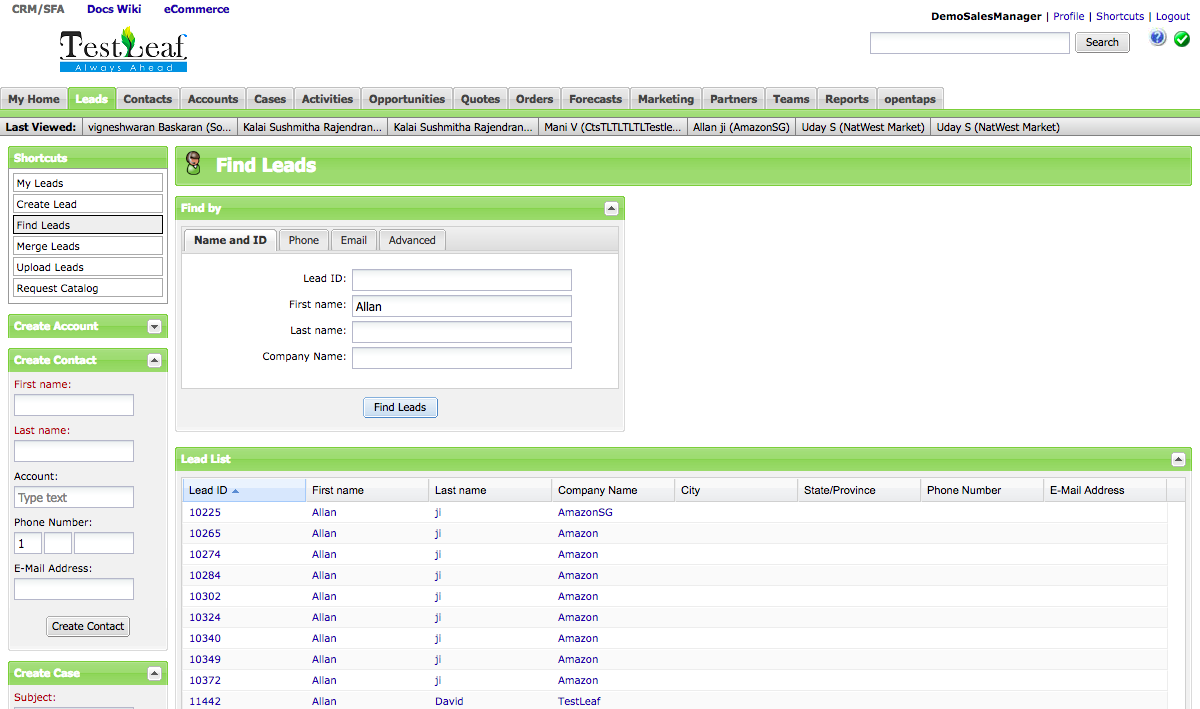 CRM/SFA Docs Wiki eCommerce
DemoSalesManager | Profile | Shortcuts | Logout
TestLeaf
Always Ahead
Search
?
My Home Leads Contacts Accounts Cases Activities Opportunities Quotes Orders Forecasts Marketing Partners Teams Reports opentaps
Last Viewed: vigneshwaran Baskaran (So... Kalai Sushmitha Rajendran... Kalai Sushmitha Rajendran... Mani V (CtsTLTLTLTLTestle... Allan ji (AmazonSG) Uday S (NatWest Market) Uday S (NatWest Market)
Shortcuts
My Leads
Create Lead
Find Leads
Merge Leads
Upload Leads
Request Catalog
Create Account
Create Contact
First name:
Last name:
Account:
Type text
Phone Number:
1
E-Mail Address:
Create Contact
Create Case
Subject:
Find Leads
Find by
Name and ID Phone Email Advanced
Lead ID:
First name: Allan
Last name:
Company Name:
Find Leads
Lead List
Lead ID First name Last name Company Name City State/Province Phone Number E-Mail Address
10225 Allan ji AmazonSG
10265 Allan ji Amazon
10274 Allan ji Amazon
10284 Allan ji Amazon
10302 Allan ji Amazon
10324 Allan ji Amazon
10340 Allan ji Amazon
10349 Allan ji Amazon
10372 Allan ji Amazon
11442 Allan David TestLeaf